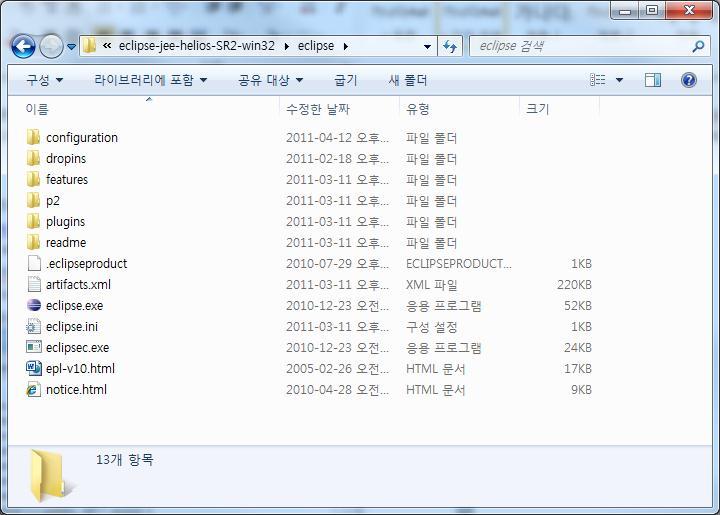 « eclipse-jee-helios-SR2-win32 ▸ eclipse ▸ eclipse 검색
구성 라이브러리에 포함 공유 대상 굽기 새 폴더
이름 수정한 날짜 유형 크기
configuration 2011-04-12 오후... 파일 폴더
dropins 2011-02-18 오후... 파일 폴더
features 2011-03-11 오후... 파일 폴더
p2 2011-03-11 오후... 파일 폴더
plugins 2011-03-11 오후... 파일 폴더
readme 2011-03-11 오후... 파일 폴더
.eclipseproduct 2010-07-29 오후... ECLIPSEPRODUCT... 1KB
artifacts.xml 2011-03-11 오후... XML 파일 220KB
eclipse.exe 2010-12-23 오전... 응용 프로그램 52KB
eclipse.ini 2011-03-11 오후... 구성 설정 1KB
eclipsec.exe 2010-12-23 오전... 응용 프로그램 24KB
epl-v10.html 2005-02-26 오전... HTML 문서 17KB
notice.html 2010-04-28 오후... HTML 문서 9KB
13개 항목